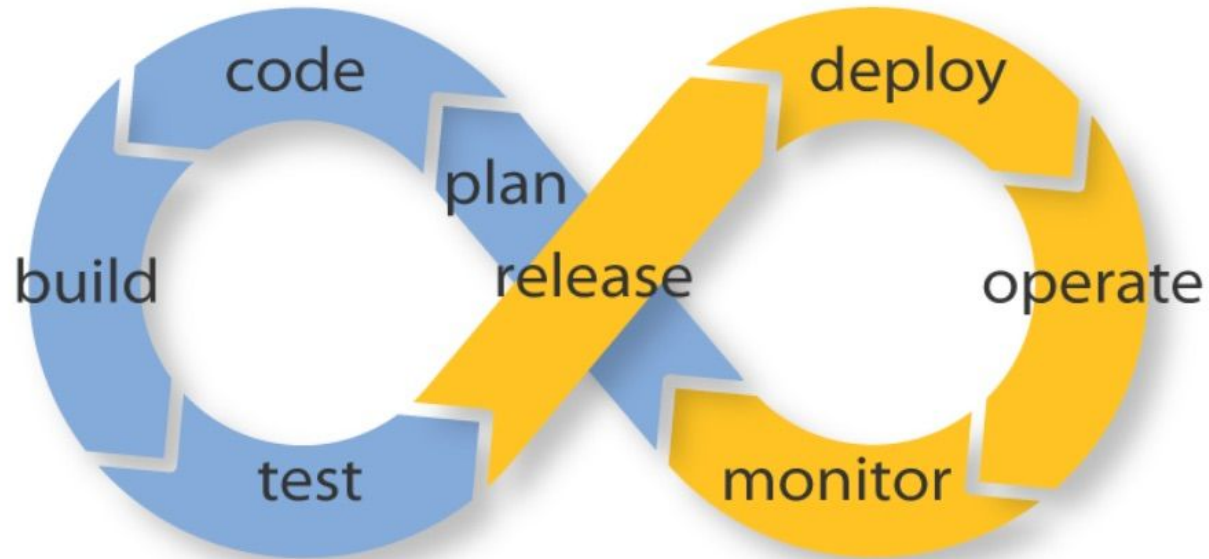 code
deploy
plan
build
release
operate
test
monitor